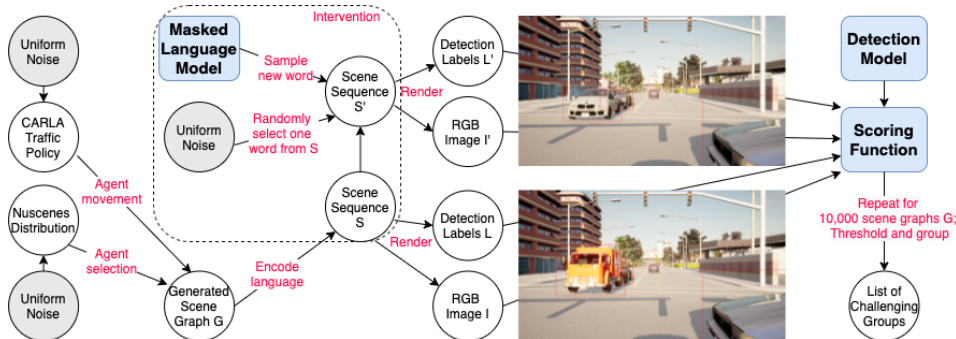 Uniform
Noise
CARLA
Traffic
Policy
Agent
movement
Nuscenes
Distribution
Agent
selection
Uniform
Noise
Generated
Scene
Graph G
Encode
language
Intervention
Masked
Language
Model
Sample
new word
Uniform
Noise
Randomly
select one
word from S
Scene
Sequence
S'
Scene
Sequence
S
Render
Detection
Labels L'
RGB
Image I'
Render
Detection
Labels L
RGB
Image I
Detection
Model
Scoring
Function
Repeat for
10,000 scene graphs G;
Threshold and group
List of
Challenging
Groups